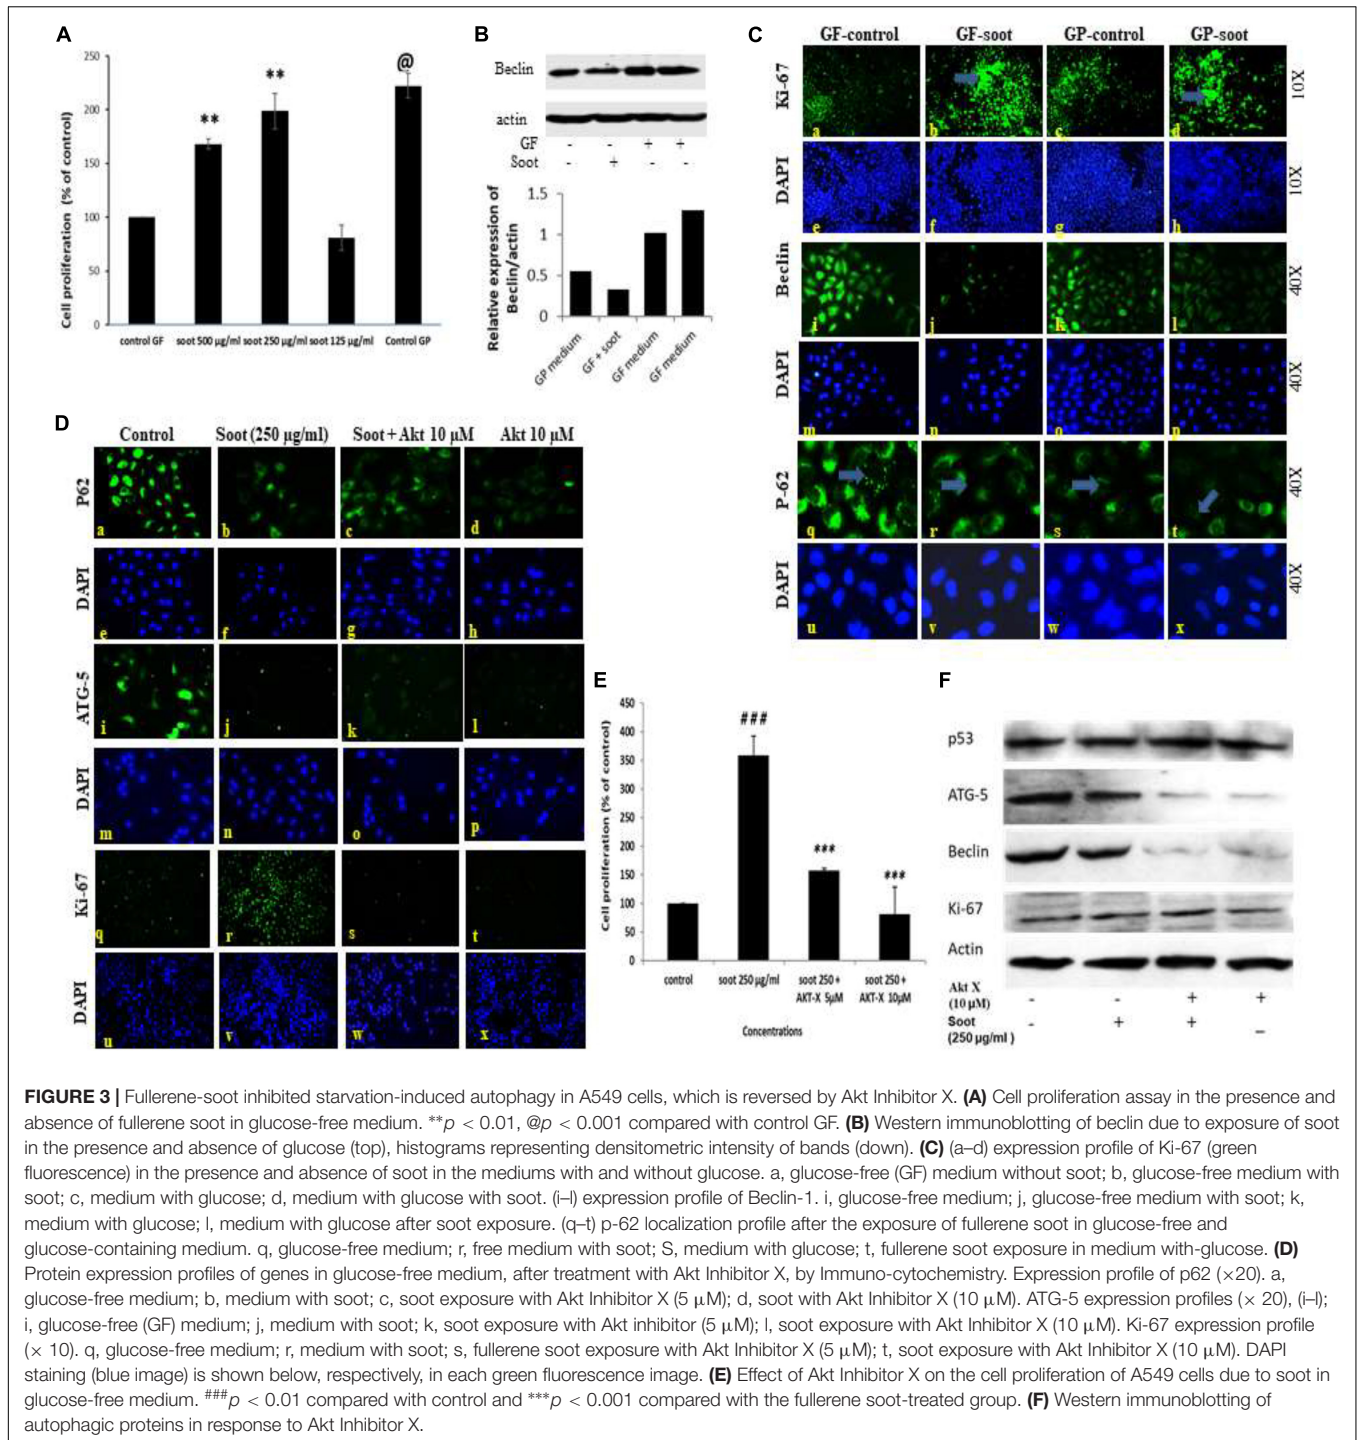 A
250
200
150
100
50
0
Cell proliferation (% of control)
**
**
@
control GF soot 500 µg/ml soot 250 µg/ml soot 125 µg/ml Control GP
B
Beclin
actin
GF - - + +
Soot - + - -
Relative expression of
Beclin/actin
1.5
1
0.5
0
GP medium
GF + soot
GF medium
GF medium
C
GF-control GF-soot GP-control GP-soot
Ki-67 a b c d 10X
DAPI e f g h 10X
Beclin i j k l 40X
DAPI m n o p 40X
P-62 q r s t 40X
DAPI u v w x 40X
D
Control Soot (250 µg/ml) Soot + Akt 10 µM Akt 10 µM
P62 a b c d
DAPI e f g h
ATG-5 i j k l
DAPI m n o p
Ki-67 q r s t
DAPI u v w x
E
Cell proliferation (% of control)
450
400
350
300
250
200
150
100
50
0
###
***
***
control soot 250 µg/ml soot 250 + soot 250 +
AKT-X 5µM AKT-X 10µM
Concentrations
F
p53
ATG-5
Beclin
Ki-67
Actin
Akt X
(10 µM) - - + +
Soot - + + –
(250 µg/ml )
FIGURE 3 | Fullerene-soot inhibited starvation-induced autophagy in A549 cells, which is reversed by Akt Inhibitor X. (A) Cell proliferation assay in the presence and
absence of fullerene soot in glucose-free medium. **p < 0.01, @p < 0.001 compared with control GF. (B) Western immunoblotting of beclin due to exposure of soot
in the presence and absence of glucose (top), histograms representing densitometric intensity of bands (down). (C) (a–d) expression profile of Ki-67 (green
fluorescence) in the presence and absence of soot in the mediums with and without glucose. a, glucose-free (GF) medium without soot; b, glucose-free medium with
soot; c, medium with glucose; d, medium with glucose with soot. (i–l) expression profile of Beclin-1. i, glucose-free medium; j, glucose-free medium with soot; k,
medium with glucose; l, medium with glucose after soot exposure. (q–t) p-62 localization profile after the exposure of fullerene soot in glucose-free and
glucose-containing medium. q, glucose-free medium; r, free medium with soot; S, medium with glucose; t, fullerene soot exposure in medium with-glucose. (D)
Protein expression profiles of genes in glucose-free medium, after treatment with Akt Inhibitor X, by Immuno-cytochemistry. Expression profile of p62 (×20). a,
glucose-free medium; b, medium with soot; c, soot exposure with Akt Inhibitor X (5 µM); d, soot with Akt Inhibitor X (10 µM). ATG-5 expression profiles (× 20), (i–l);
i, glucose-free (GF) medium; j, medium with soot; k, soot exposure with Akt inhibitor (5 µM); l, soot exposure with Akt Inhibitor X (10 µM). Ki-67 expression profile
(× 10). q, glucose-free medium; r, medium with soot; s, fullerene soot exposure with Akt Inhibitor X (5 µM); t, soot exposure with Akt Inhibitor X (10 µM). DAPI
staining (blue image) is shown below, respectively, in each green fluorescence image. (E) Effect of Akt Inhibitor X on the cell proliferation of A549 cells due to soot in
glucose-free medium. ###p < 0.01 compared with control and ***p < 0.001 compared with the fullerene soot-treated group. (F) Western immunoblotting of
autophagic proteins in response to Akt Inhibitor X.